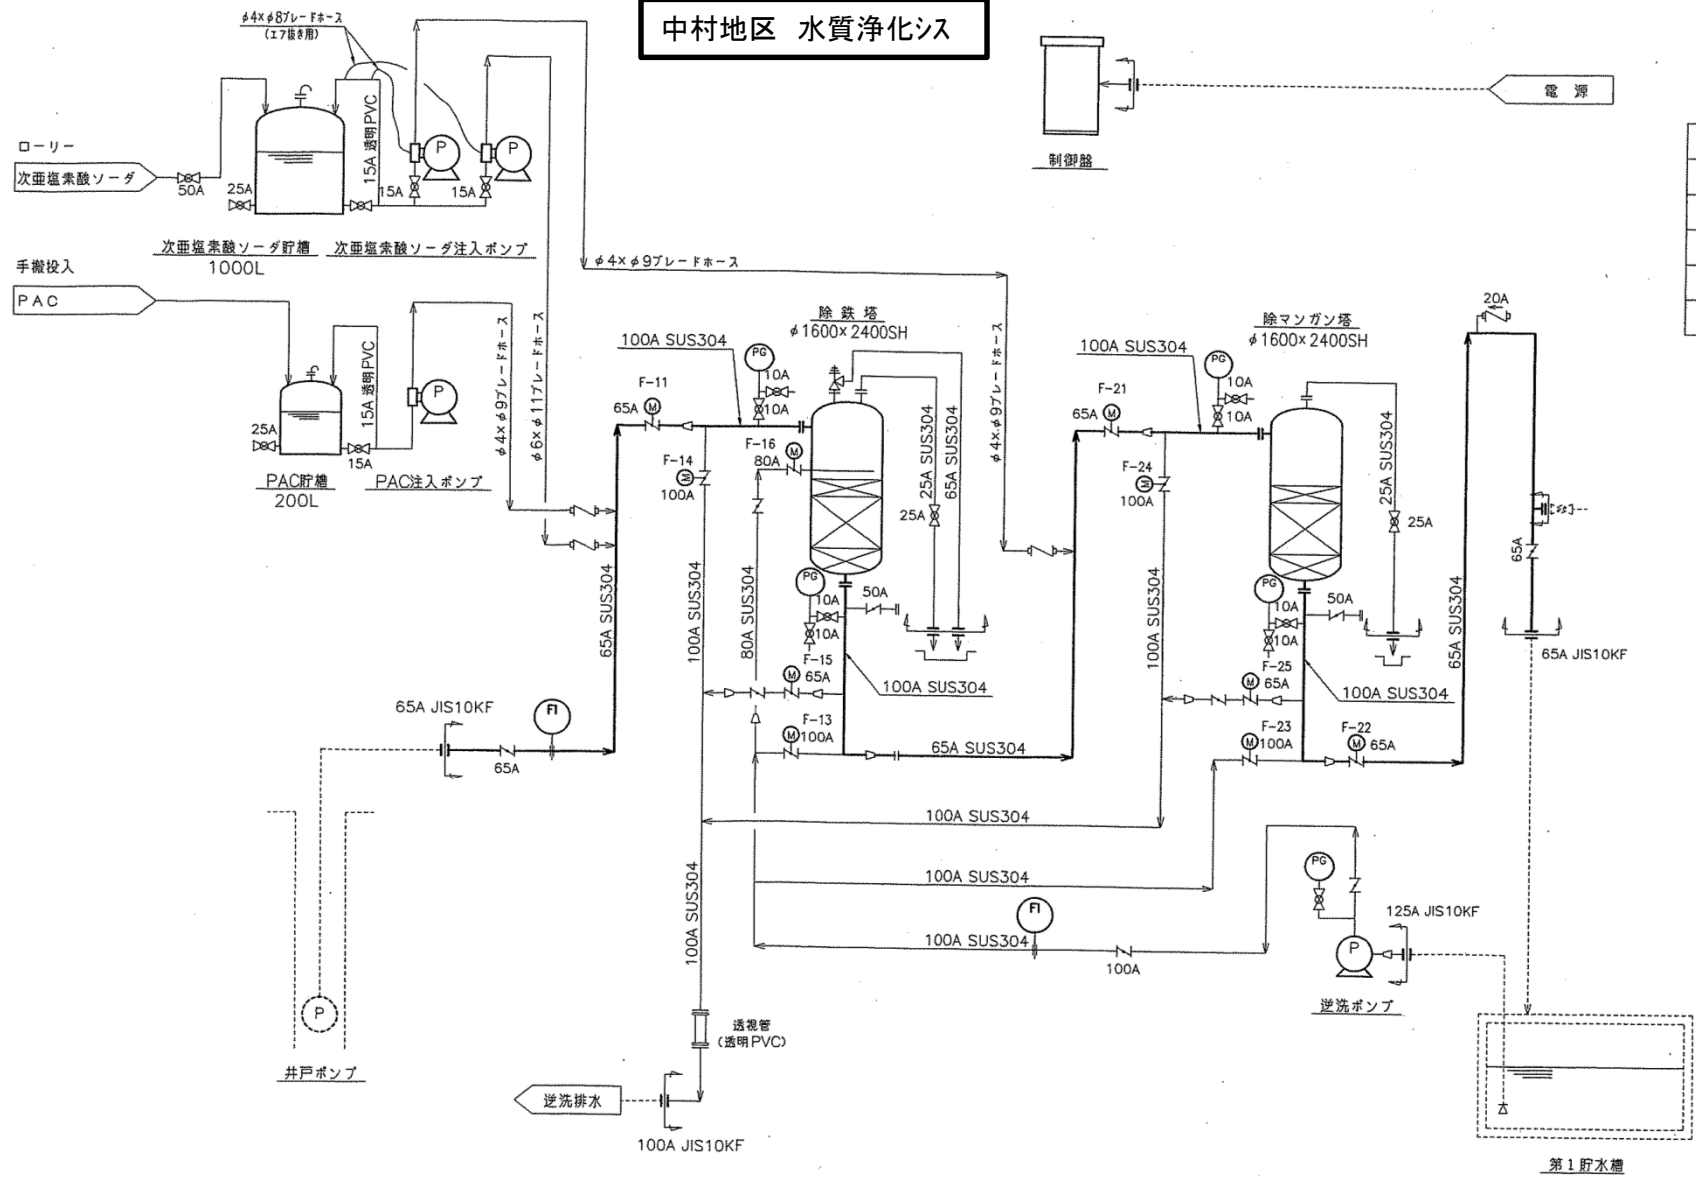 中村地区 水質浄化ｼｽ
φ4×φ8ブレードホース
(エア抜き用)
ローリー
次亜塩素酸ソーダ
50A
25A
15A 透明PVC
15A
15A
P
P
次亜塩素酸ソーダ貯槽
1000L
次亜塩素酸ソーダ注入ポンプ
手搬投入
PAC
25A
15A 透明PVC
15A
P
PAC貯槽
200L
PAC注入ポンプ
φ4×φ9ブレードホース
φ6×φ11ブレードホース
φ4×φ9ブレードホース
φ4×φ9ブレードホース
制御盤
電源
除鉄塔
φ1600×2400SH
100A SUS304
PG
10A
10A
F-11
65A
M
F-14
M
100A
F-16
80A
M
25A SUS304
65A SUS304
25A
PG
10A
10A
50A
F-15
65A
M
F-13
100A
M
100A SUS304
65A SUS304
100A SUS304
80A SUS304
65A SUS304
除マンガン塔
φ1600×2400SH
100A SUS304
PG
10A
10A
F-21
65A
M
F-24
M
100A
25A SUS304
25A
PG
10A
10A
50A
F-25
65A
M
F-23
100A
M
F-22
65A
M
100A SUS304
100A SUS304
65A SUS304
20A
65A
65A JIS10KF
65A JIS10KF
FI
65A
100A SUS304
100A SUS304
100A SUS304
FI
100A
100A SUS304
PG
P
125A JIS10KF
逆洗ポンプ
P
井戸ポンプ
透視管
(透明PVC)
逆洗排水
100A JIS10KF
第1貯水槽